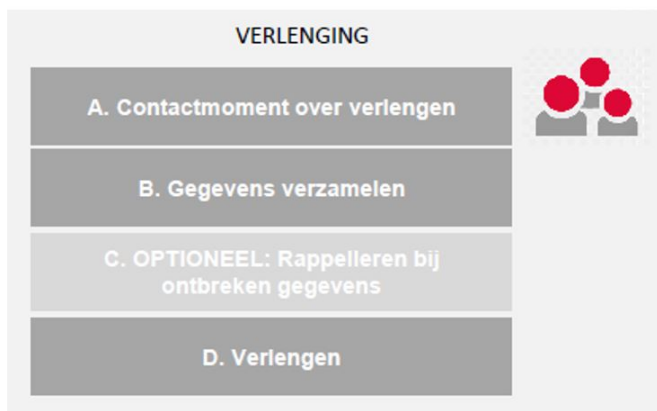 VERLENGING
A. Contactmoment over verlengen
B. Gegevens verzamelen
C. OPTIONEEL: Rappelleren bij
ontbreken gegevens
D. Verlengen